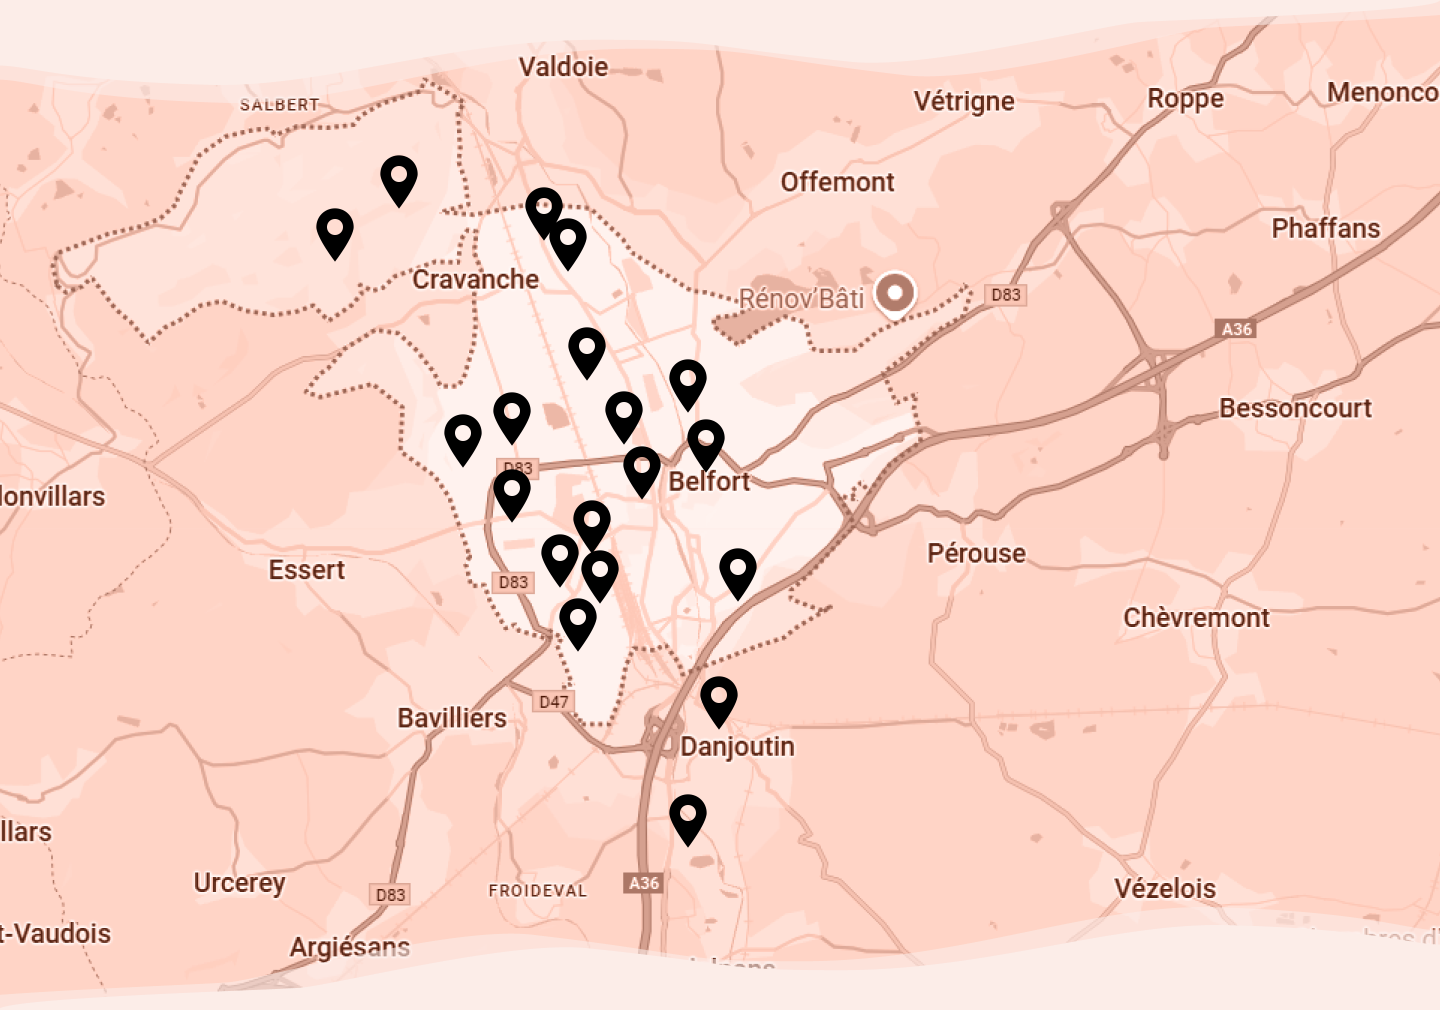 Valdoie
SALBERT
Vétrigne
Roppe
Menonco
Offemont
Phaffans
Cravanche
Rénov'Bâti
D83
A36
Bessoncourt
D83
Belfort
lonvillars
Pérouse
Essert
D83
Chèvremont
D47
Bavilliers
Danjoutin
llars
Urcerey
D83
FROIDEVAL
A36
Vézelois
t-Vaudois
Argiésans